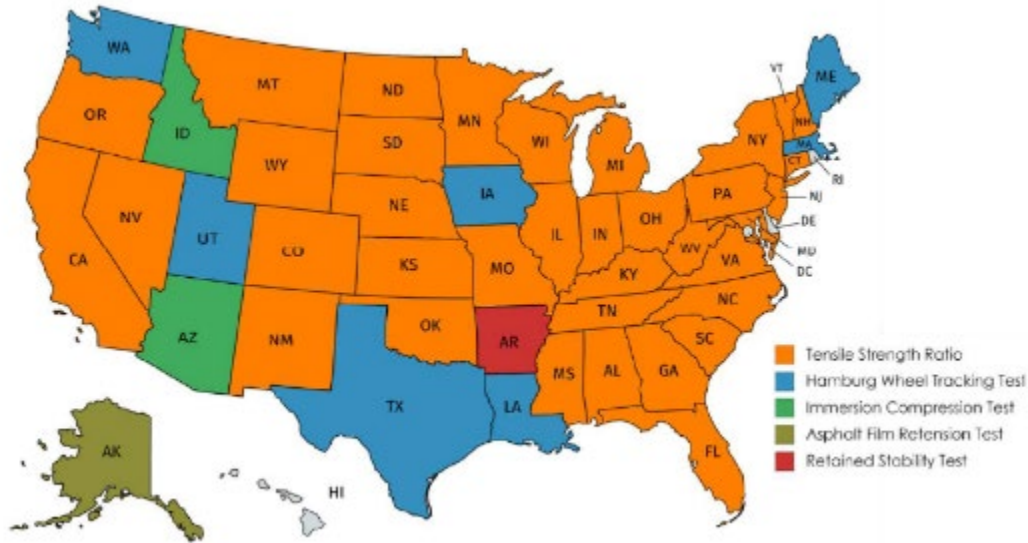 WA
MT
ND
MN
OR
ID
SD
WI
MI
VT
NH
ME
NY
MA
CT
RI
WY
IA
NE
PA
NJ
NV
UT
CO
IL
IN
OH
DE
MD
DC
CA
KS
MO
WV
VA
KY
AZ
NM
OK
AR
TN
NC
SC
TX
LA
MS
AL
GA
FL
AK
HI
Tensile Strength Ratio
Hamburg Wheel Tracking Test
Immersion Compression Test
Asphalt Film Retension Test
Retained Stability Test